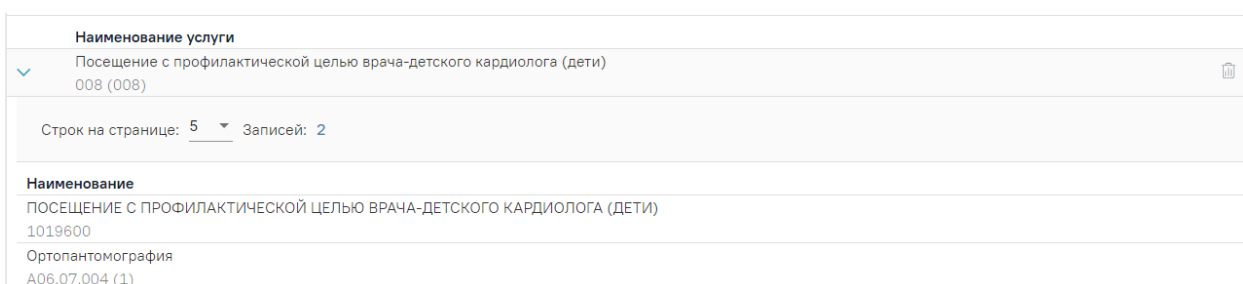 Наименование услуги
Посещение с профилактической целью врача-детского кардиолога (дети)
008 (008)
Строк на странице: 5 Записей: 2
Наименование
ПОСЕЩЕНИЕ С ПРОФИЛАКТИЧЕСКОЙ ЦЕЛЬЮ ВРАЧА-ДЕТСКОГО КАРДИОЛОГА (ДЕТИ)
1019600
Ортопантомография
A06.07.004 (1)